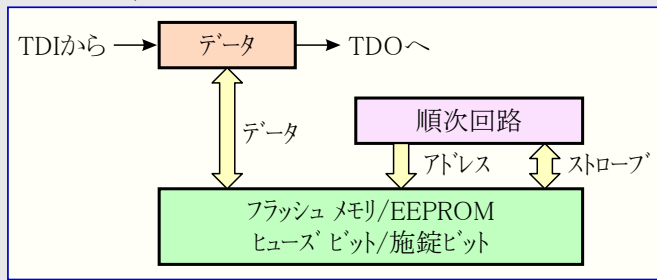 TDIから
データ
TDOへ
データ
順次回路
アドレス
ストローブ
フラッシュ メモリ/EEPROM
ヒューズ ビット/施錠ビット